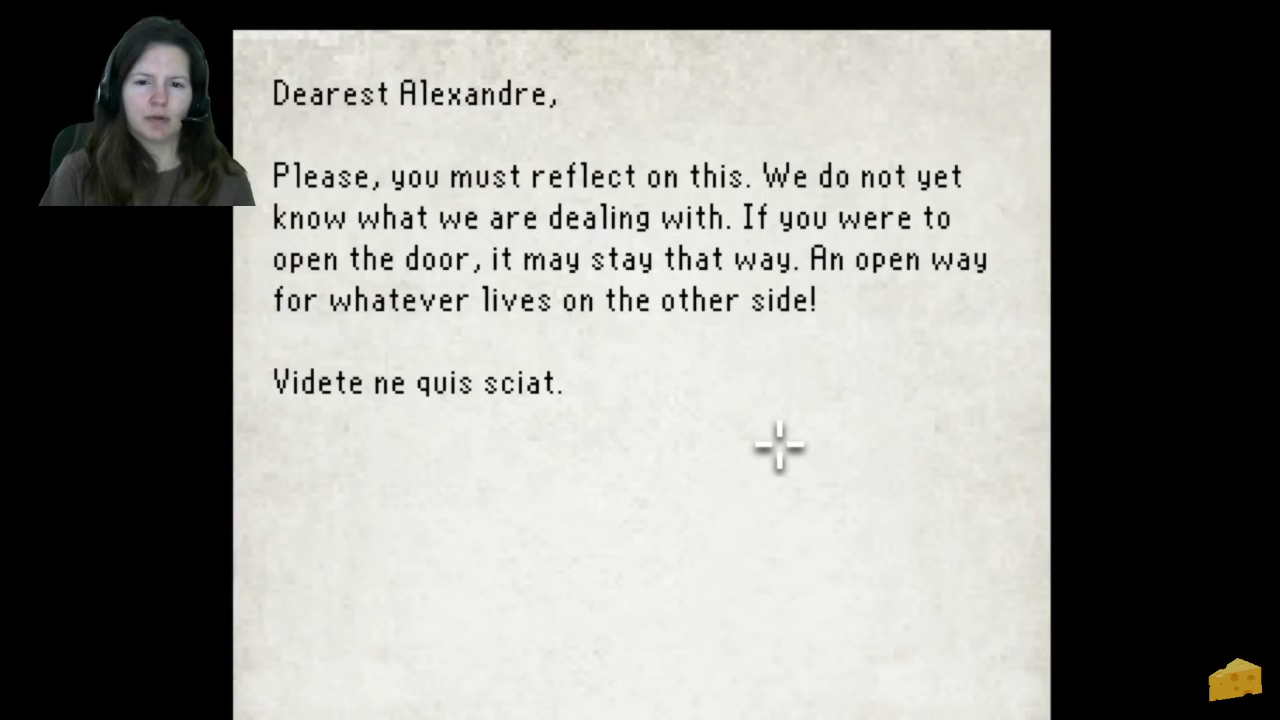 Dearest Alexandre,
Please, you must reflect on this. We do not yet
know what we are dealing with. If you were to
open the door, it may stay that way. An open way
for whatever lives on the other side!
Videte ne quis sciat.